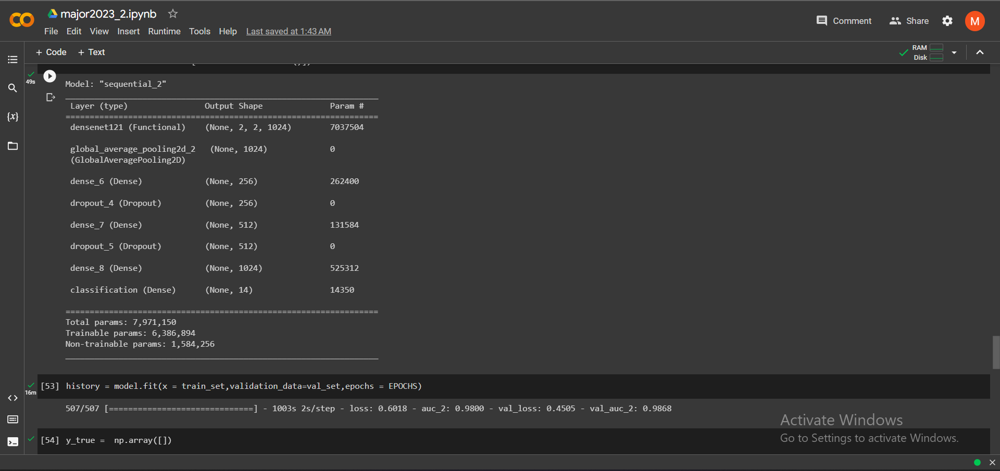 major2023_2.ipynb
File Edit View Insert Runtime Tools Help Last saved at 1:43 AM
Comment Share M
+ Code + Text
RAM
Disk
49s
Model: "sequential_2"
Layer (type) Output Shape Param #
=================================================================
densenet121 (Functional) (None, 2, 2, 1024) 7037504
global_average_pooling2d_2 (None, 1024) 0
(GlobalAveragePooling2D)
dense_6 (Dense) (None, 256) 262400
dropout_4 (Dropout) (None, 256) 0
dense_7 (Dense) (None, 512) 131584
dropout_5 (Dropout) (None, 512) 0
dense_8 (Dense) (None, 1024) 525312
classification (Dense) (None, 14) 14350
=================================================================
Total params: 7,971,150
Trainable params: 6,386,894
Non-trainable params: 1,584,256
16m
[53] history = model.fit(x = train_set,validation_data=val_set,epochs = EPOCHS)
507/507 [==============================] - 1003s 2s/step - loss: 0.6018 - auc_2: 0.9800 - val_loss: 0.4505 - val_auc_2: 0.9868
[54] y_true = np.array([])
Activate Windows
Go to Settings to activate Windows.